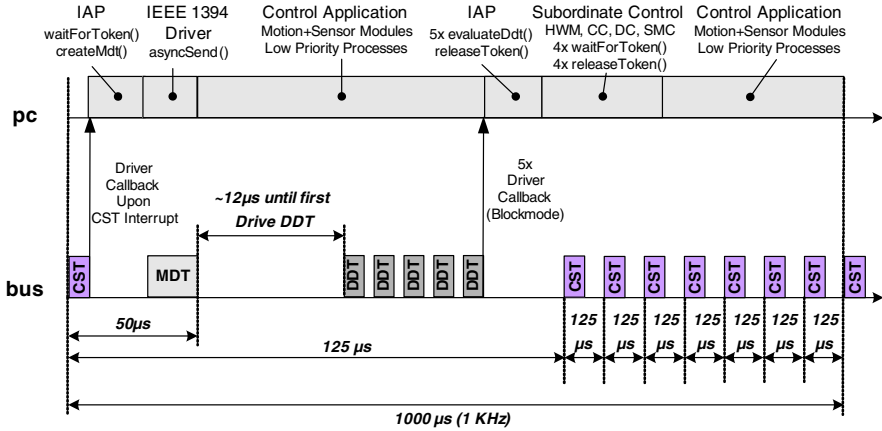 IAP
waitForToken()
createMdt()
IEEE 1394
Driver
asyncSend()
Control Application
Motion+Sensor Modules
Low Priority Processes
IAP
5x evaluateDdt()
releaseToken()
Subordinate Control
HWM, CC, DC, SMC
4x waitForToken()
4x releaseToken()
Control Application
Motion+Sensor Modules
Low Priority Processes
pc
Driver
Callback
Upon
CST Interrupt
~12µs until first
Drive DDT
5x
Driver
Callback
(Blockmode)
bus
CST
MDT
DDT
DDT
DDT
DDT
DDT
CST
CST
CST
CST
CST
CST
CST
CST
50µs
125 µs
125
µs
125
µs
125
µs
125
µs
125
µs
125
µs
125
µs
1000 µs (1 KHz)